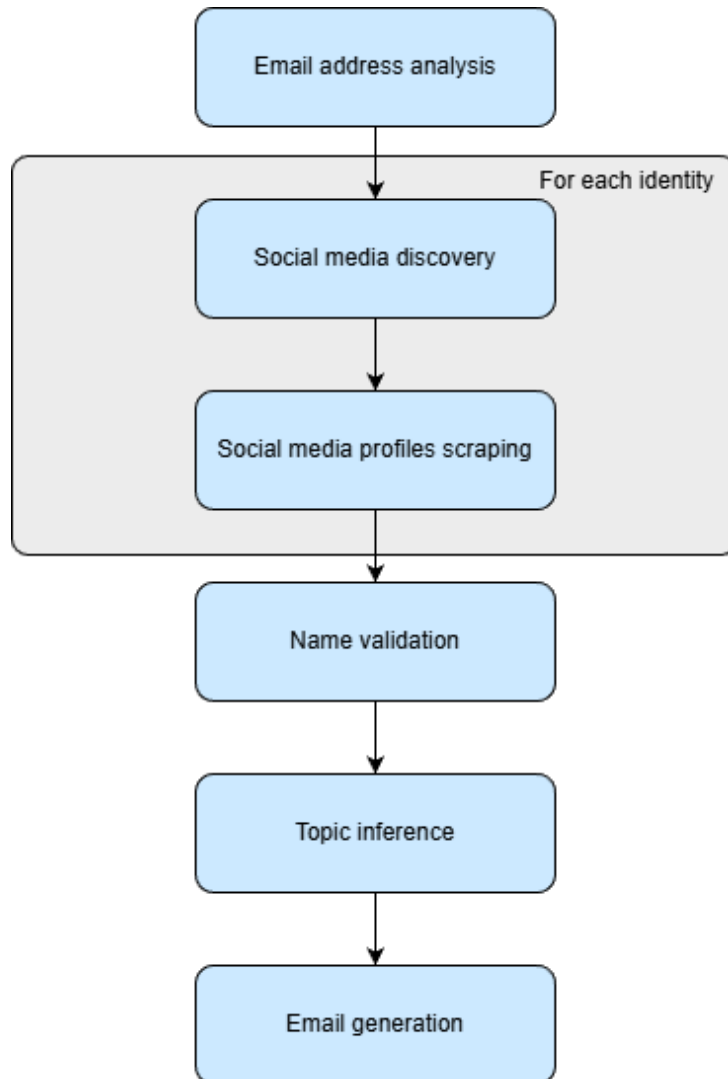 Email address analysis
For each identity
Social media discovery
Social media profiles scraping
Name validation
Topic inference
Email generation